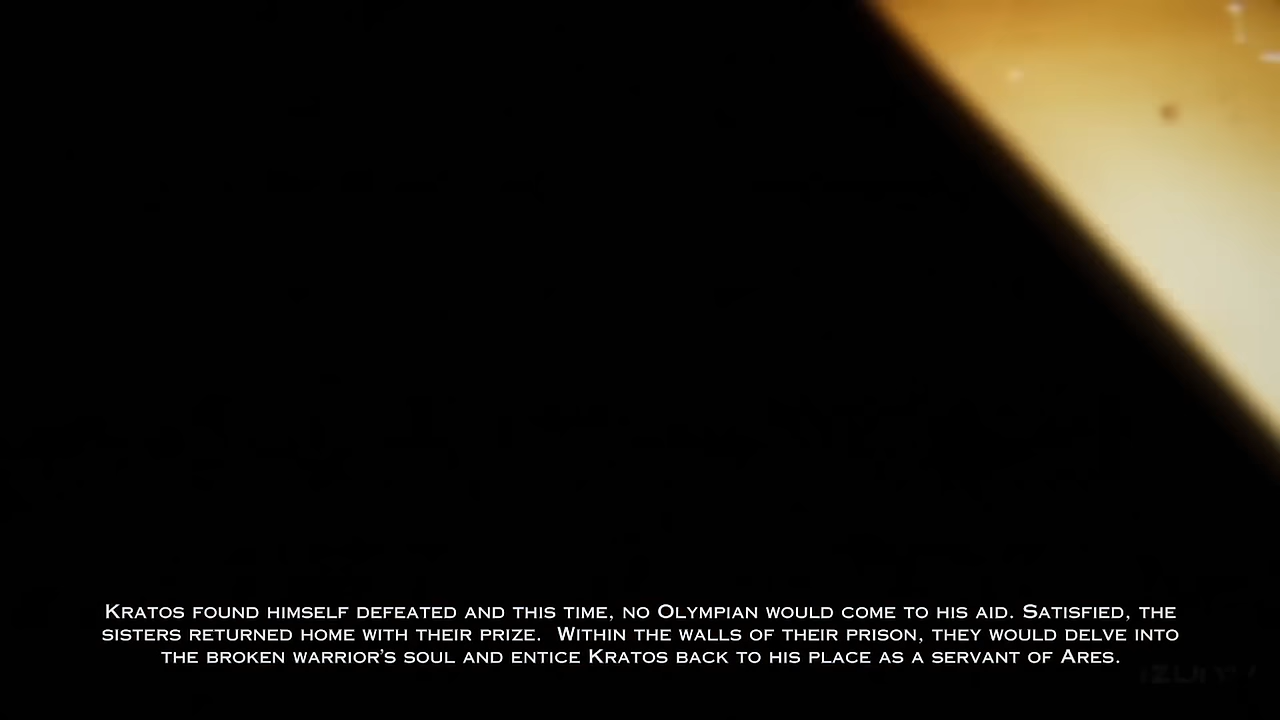 Kratos found himself defeated and this time, no Olympian would come to his aid. Satisfied, the
sisters returned home with their prize.  Within the walls of their prison, they would delve into
the broken warrior's soul and entice Kratos back to his place as a servant of Ares.